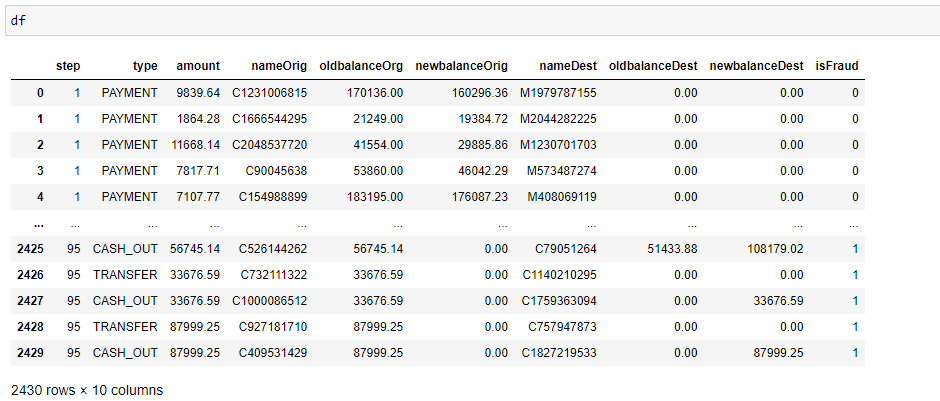 df
step type amount nameOrig oldbalanceOrg newbalanceOrig nameDest oldbalanceDest newbalanceDest isFraud
0 1 PAYMENT 9839.64 C1231006815 170136.00 160296.36 M1979787155 0.00 0.00 0
1 1 PAYMENT 1864.28 C1666544295 21249.00 19384.72 M2044282225 0.00 0.00 0
2 1 PAYMENT 11668.14 C2048537720 41554.00 29885.86 M1230701703 0.00 0.00 0
3 1 PAYMENT 7817.71 C90045638 53860.00 46042.29 M573487274 0.00 0.00 0
4 1 PAYMENT 7107.77 C154988899 183195.00 176087.23 M408069119 0.00 0.00 0
... ... ... ... ... ... ... ... ... ... ...
2425 95 CASH_OUT 56745.14 C526144262 56745.14 0.00 C79051264 51433.88 108179.02 1
2426 95 TRANSFER 33676.59 C732111322 33676.59 0.00 C1140210295 0.00 0.00 1
2427 95 CASH_OUT 33676.59 C1000086512 33676.59 0.00 C1759363094 0.00 33676.59 1
2428 95 TRANSFER 87999.25 C927181710 87999.25 0.00 C757947873 0.00 0.00 1
2429 95 CASH_OUT 87999.25 C409531429 87999.25 0.00 C1827219533 0.00 87999.25 1
2430 rows × 10 columns